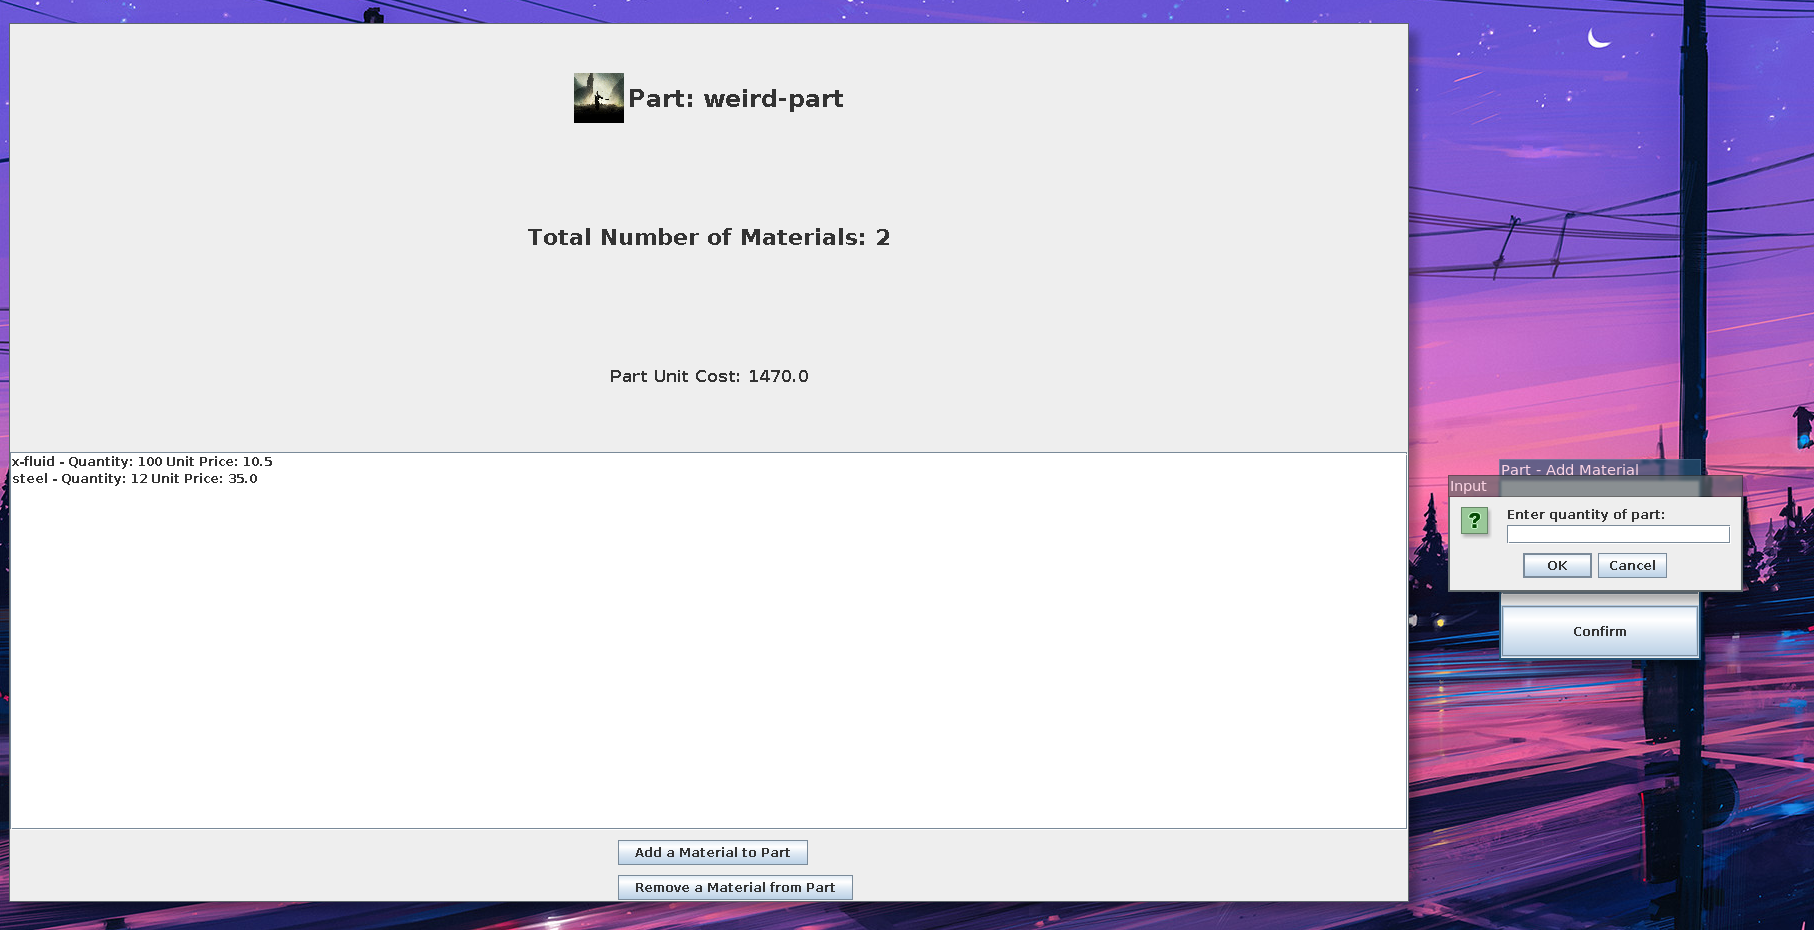 Part: weird-part
Total Number of Materials: 2
Part Unit Cost: 1470.0
x-fluid - Quantity: 100 Unit Price: 10.5
steel - Quantity: 12 Unit Price: 35.0
Add a Material to Part
Remove a Material from Part
Part - Add Material
Input
?
Enter quantity of part:
OK
Cancel
Confirm